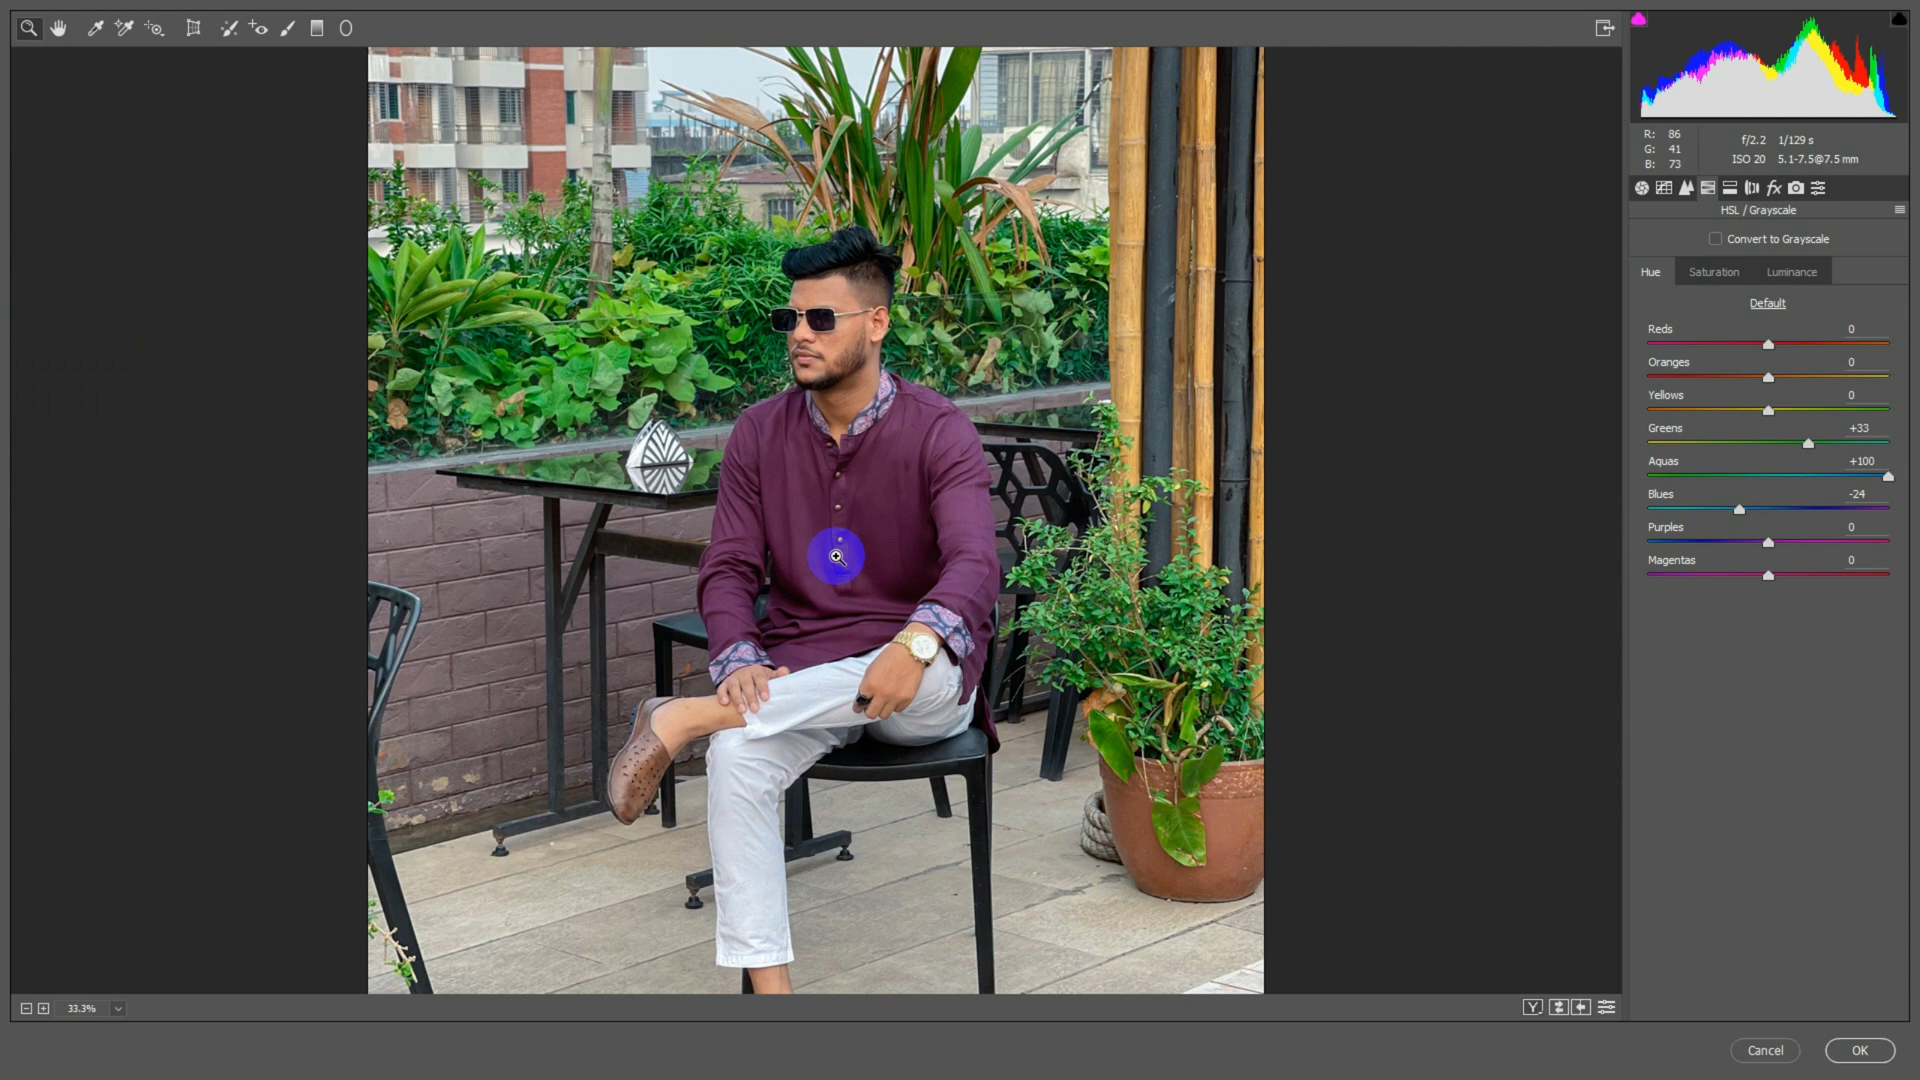 R: 86
G: 41
B: 73
f/2.2 1/129 s
ISO 20 5.1-7.5@7.5 mm
fx
HSL / Grayscale
Convert to Grayscale
Hue Saturation Luminance
Default
Reds 0
Oranges 0
Yellows 0
Greens +33
Aquas +100
Blues -24
Purples 0
Magentas 0
33.3%
Y
Cancel OK